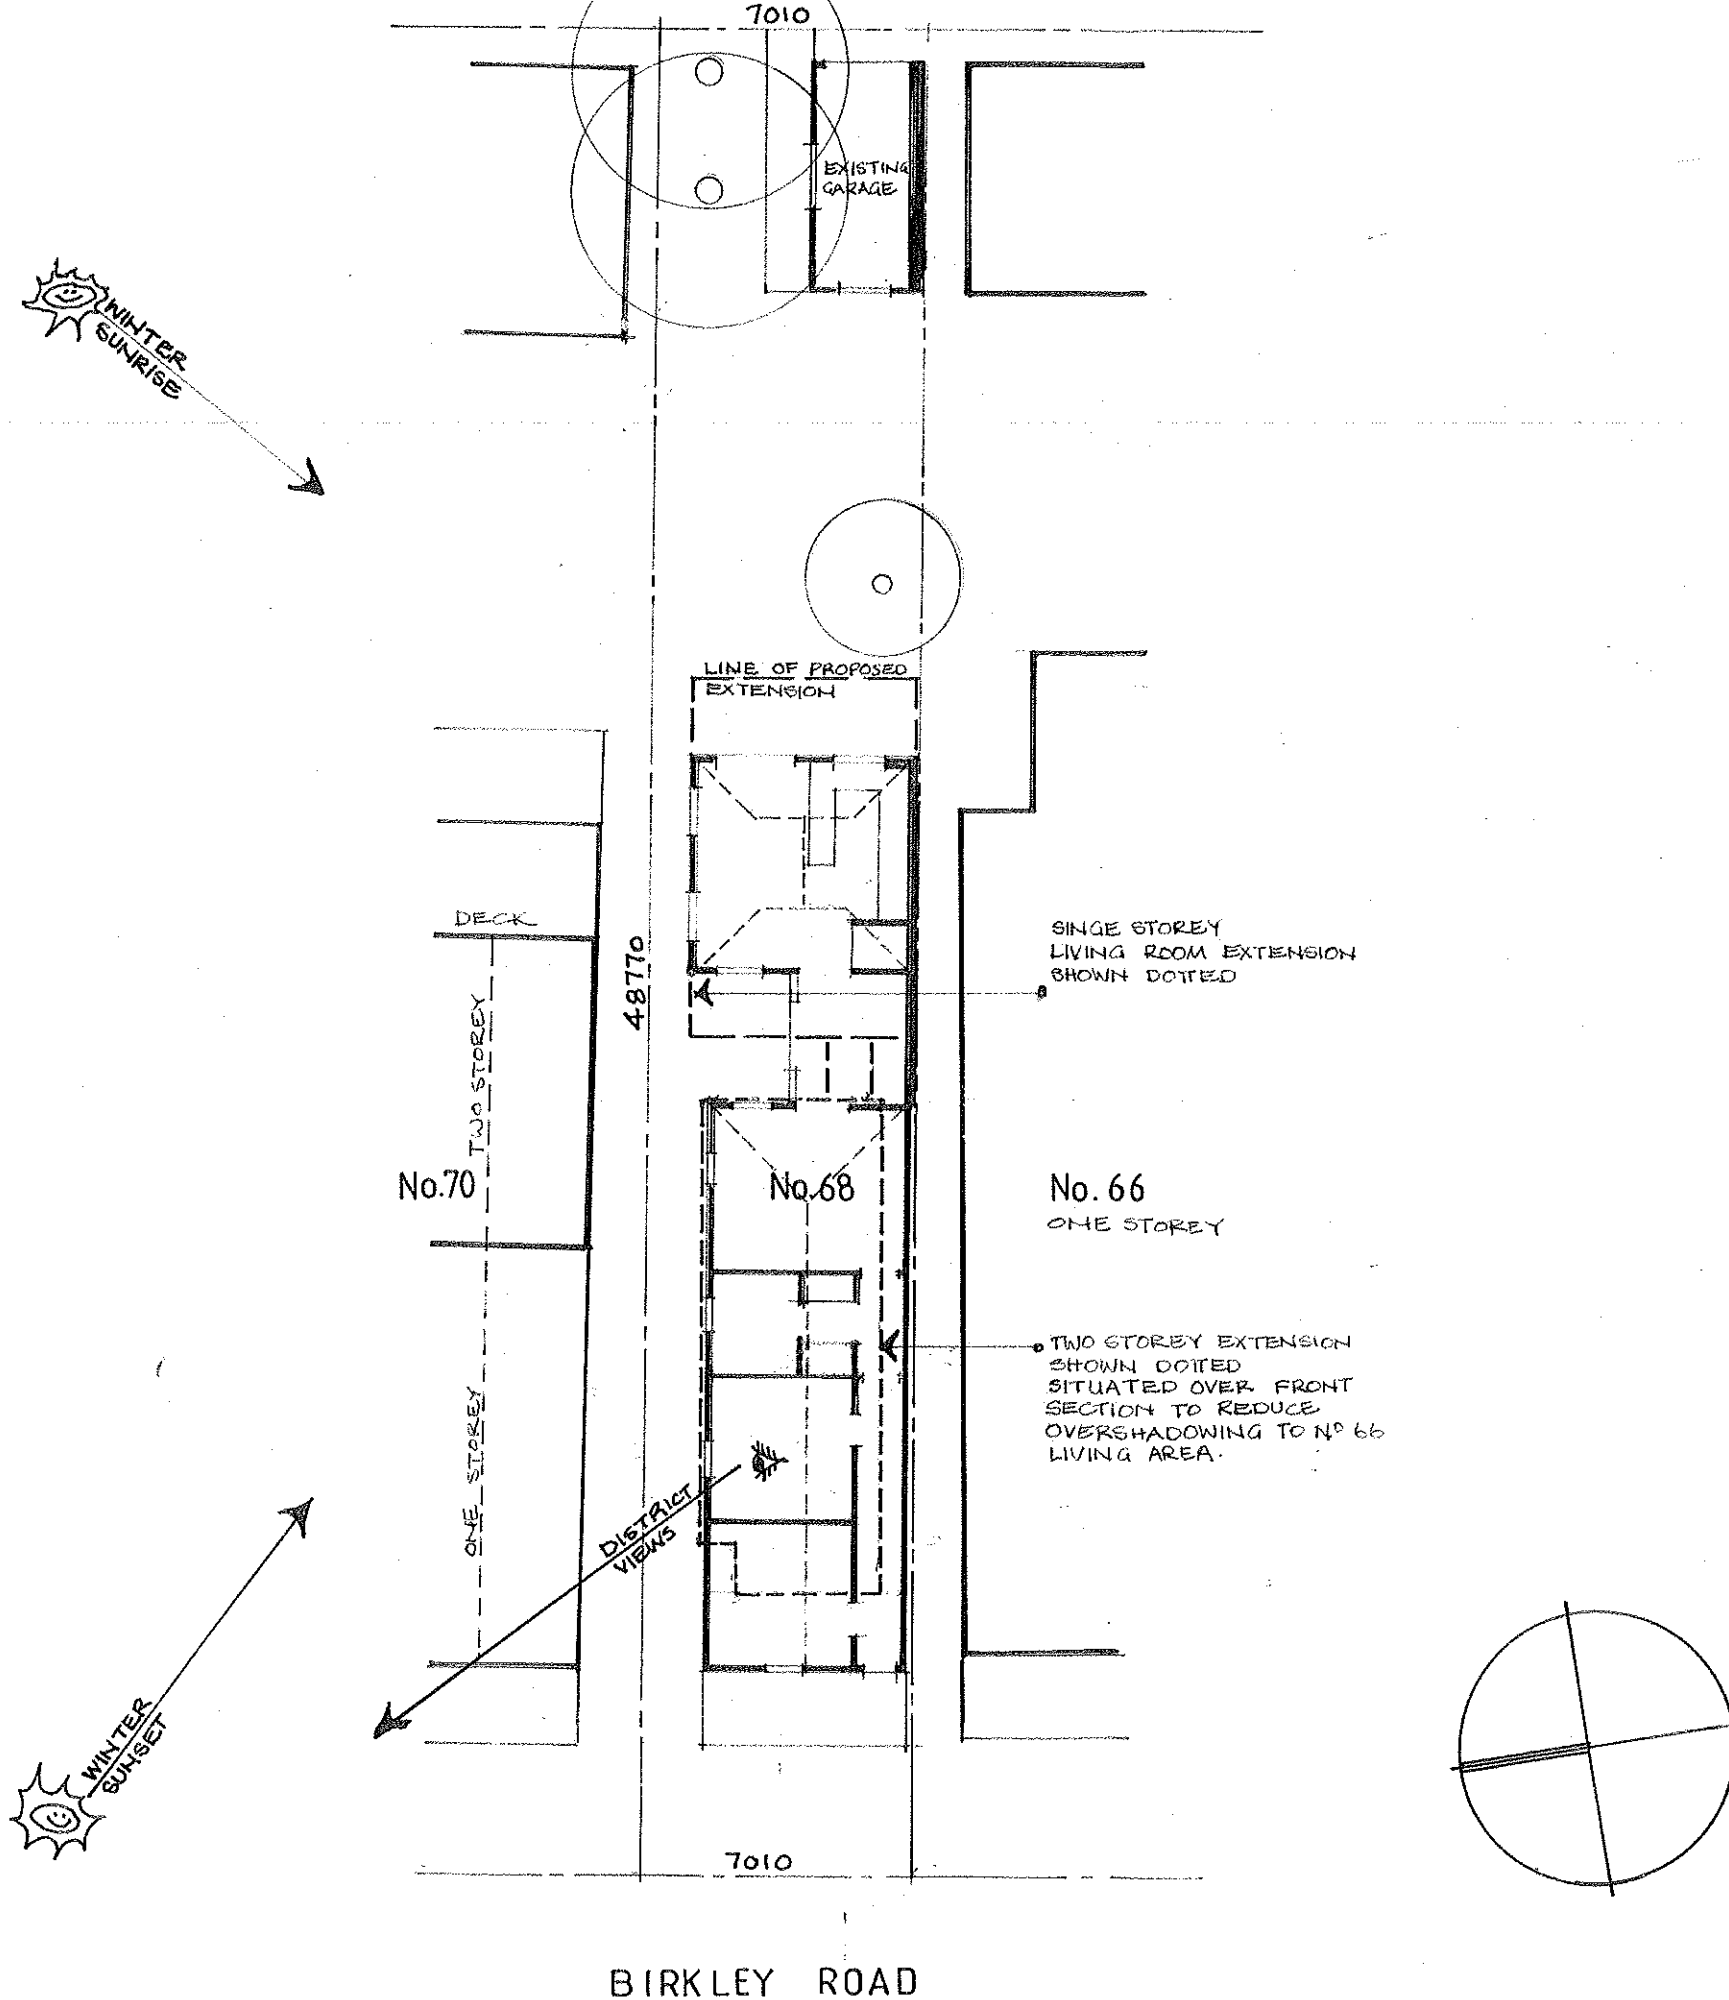 7010
EXISTING
GARAGE
WINTER
SUNRISE
LINE OF PROPOSED
EXTENSION
DECK
48770
SINGE STOREY
LIVING ROOM EXTENSION
SHOWN DOTTED
TWO STOREY
No.70
No.68
No. 66
ONE STOREY
TWO STOREY EXTENSION
SHOWN DOTTED
SITUATED OVER FRONT
SECTION TO REDUCE
OVERSHADOWING TO Nº 66
LIVING AREA.
ONE STOREY
DISTRICT
VIEWS
WINTER
SUNSET
7010
BIRKLEY ROAD